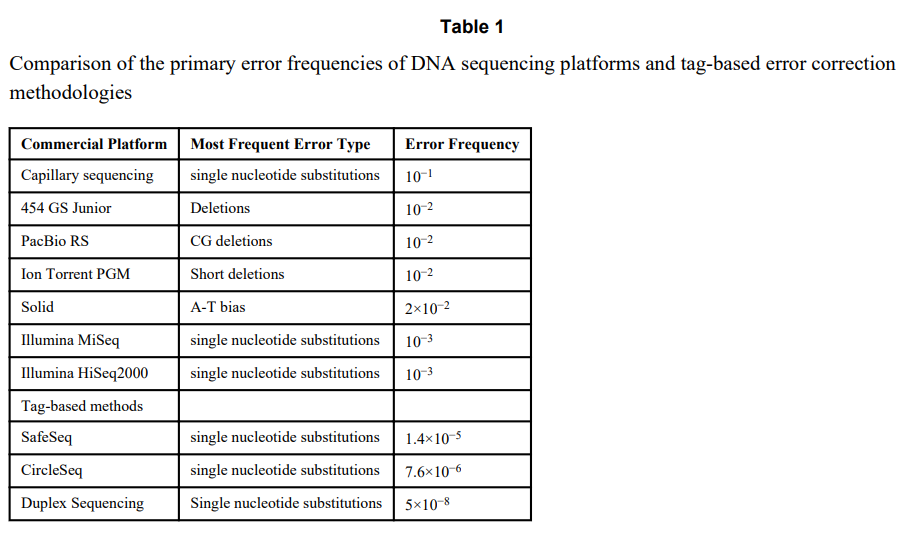 Table 1
Comparison of the primary error frequencies of DNA sequencing platforms and tag-based error correction
methodologies
Commercial Platform Most Frequent Error Type Error Frequency
Capillary sequencing single nucleotide substitutions 10⁻¹
454 GS Junior Deletions 10⁻²
PacBio RS CG deletions 10⁻²
Ion Torrent PGM Short deletions 10⁻²
Solid A-T bias 2×10⁻²
Illumina MiSeq single nucleotide substitutions 10⁻³
Illumina HiSeq2000 single nucleotide substitutions 10⁻³
Tag-based methods
SafeSeq single nucleotide substitutions 1.4×10⁻⁵
CircleSeq single nucleotide substitutions 7.6×10⁻⁶
Duplex Sequencing Single nucleotide substitutions 5×10⁻⁸